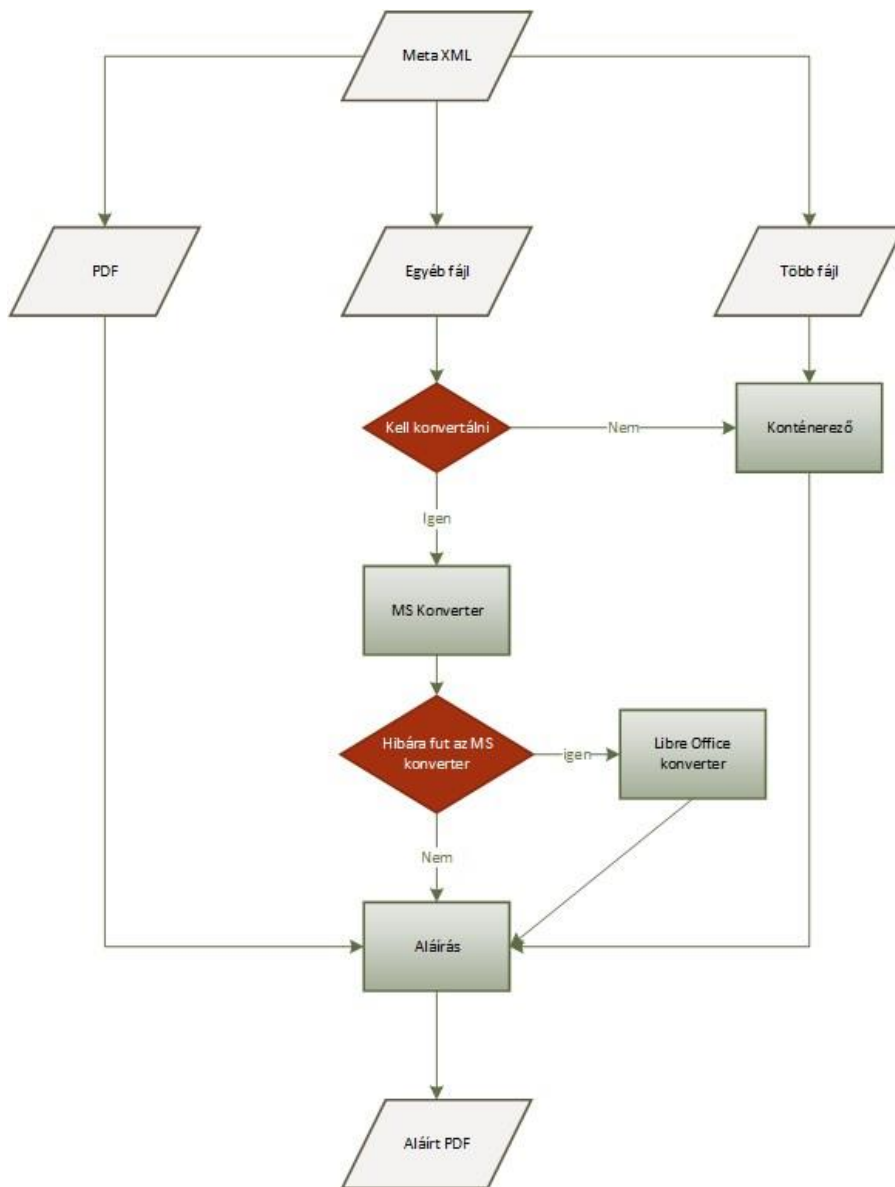 Meta XML
PDF
Egyéb fájl
Több fájl
Kell konvertálni
Nem
Konténerező
Igen
MS Konverter
Hibára fut az MS
konverter
igen
Libre Office
konverter
Nem
Aláírás
Aláírt PDF